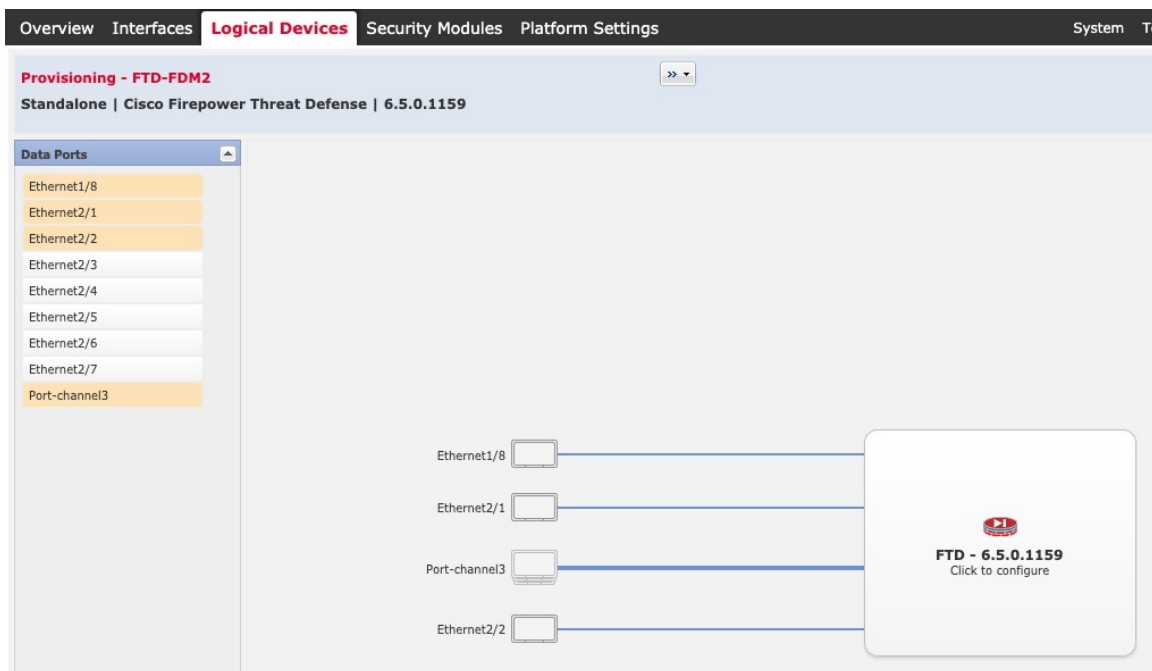 Overview Interfaces Logical Devices Security Modules Platform Settings System
Provisioning - FTD-FDM2
Standalone | Cisco Firepower Threat Defense | 6.5.0.1159
Data Ports
Ethernet1/8
Ethernet2/1
Ethernet2/2
Ethernet2/3
Ethernet2/4
Ethernet2/5
Ethernet2/6
Ethernet2/7
Port-channel3
Ethernet1/8
Ethernet2/1
Port-channel3
Ethernet2/2
FTD - 6.5.0.1159
Click to configure